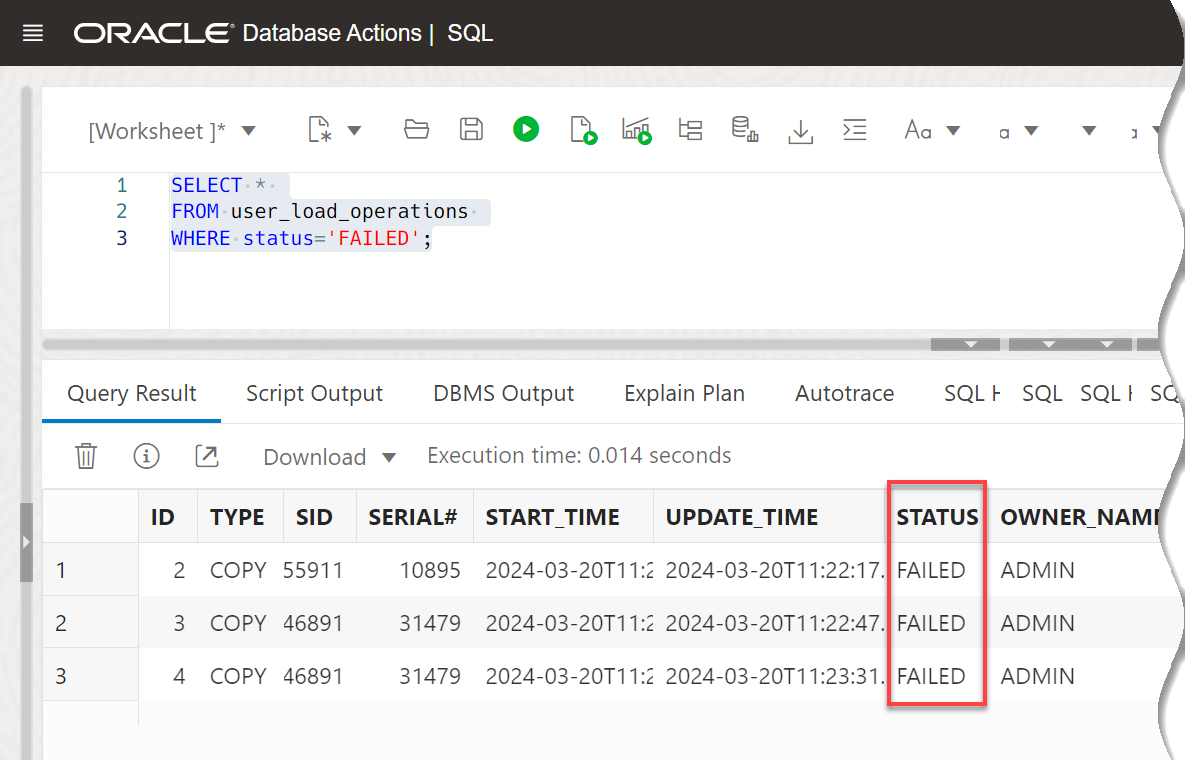 ORACLE Database Actions | SQL
[Worksheet ]*
Aa a
1 SELECT *
2 FROM user_load_operations
3 WHERE status='FAILED';
Query Result Script Output DBMS Output Explain Plan Autotrace SQL H SQL SQL H SQ
Download Execution time: 0.014 seconds
ID TYPE SID SERIAL# START_TIME UPDATE_TIME STATUS OWNER_NAM
1 2 COPY 55911 10895 2024-03-20T11:2 2024-03-20T11:22:17. FAILED ADMIN
2 3 COPY 46891 31479 2024-03-20T11:2 2024-03-20T11:22:47. FAILED ADMIN
3 4 COPY 46891 31479 2024-03-20T11:2 2024-03-20T11:23:31. FAILED ADMIN